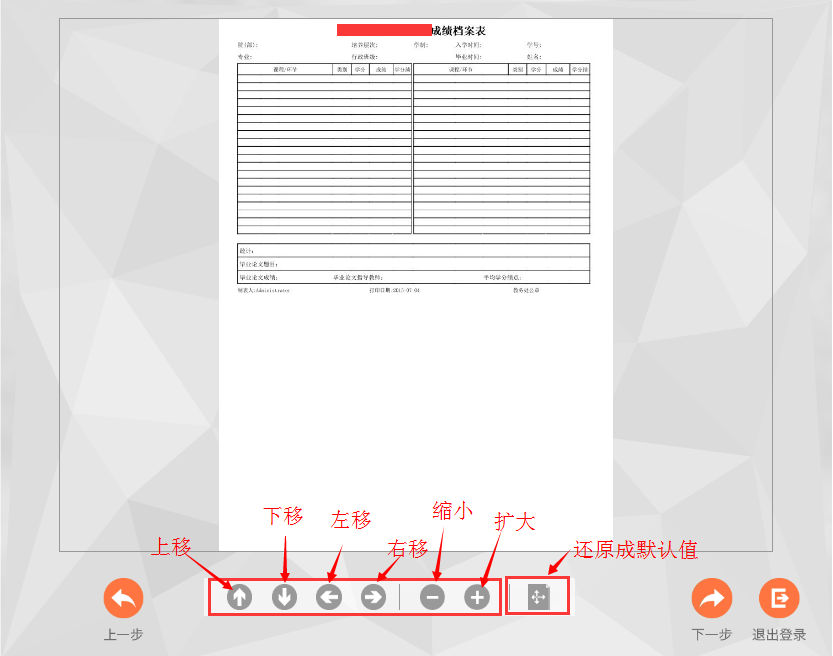 成绩档案表
院(部): 培养层次: 学制: 入学时间: 学号:
专业: 行政班级: 毕业时间: 姓名:
课程/环节 类别 学分 成绩 学分绩 课程/环节 类别 学分 成绩 学分绩
设计:
毕业论文题目:
毕业论文成绩: 毕业论文指导教师: 平均学分绩点:
制表人:Administrator 打印日期:2017-07-04 教务处公章
上移
下移
左移
右移
缩小
扩大
还原成默认值
上一步
下一步
退出登录